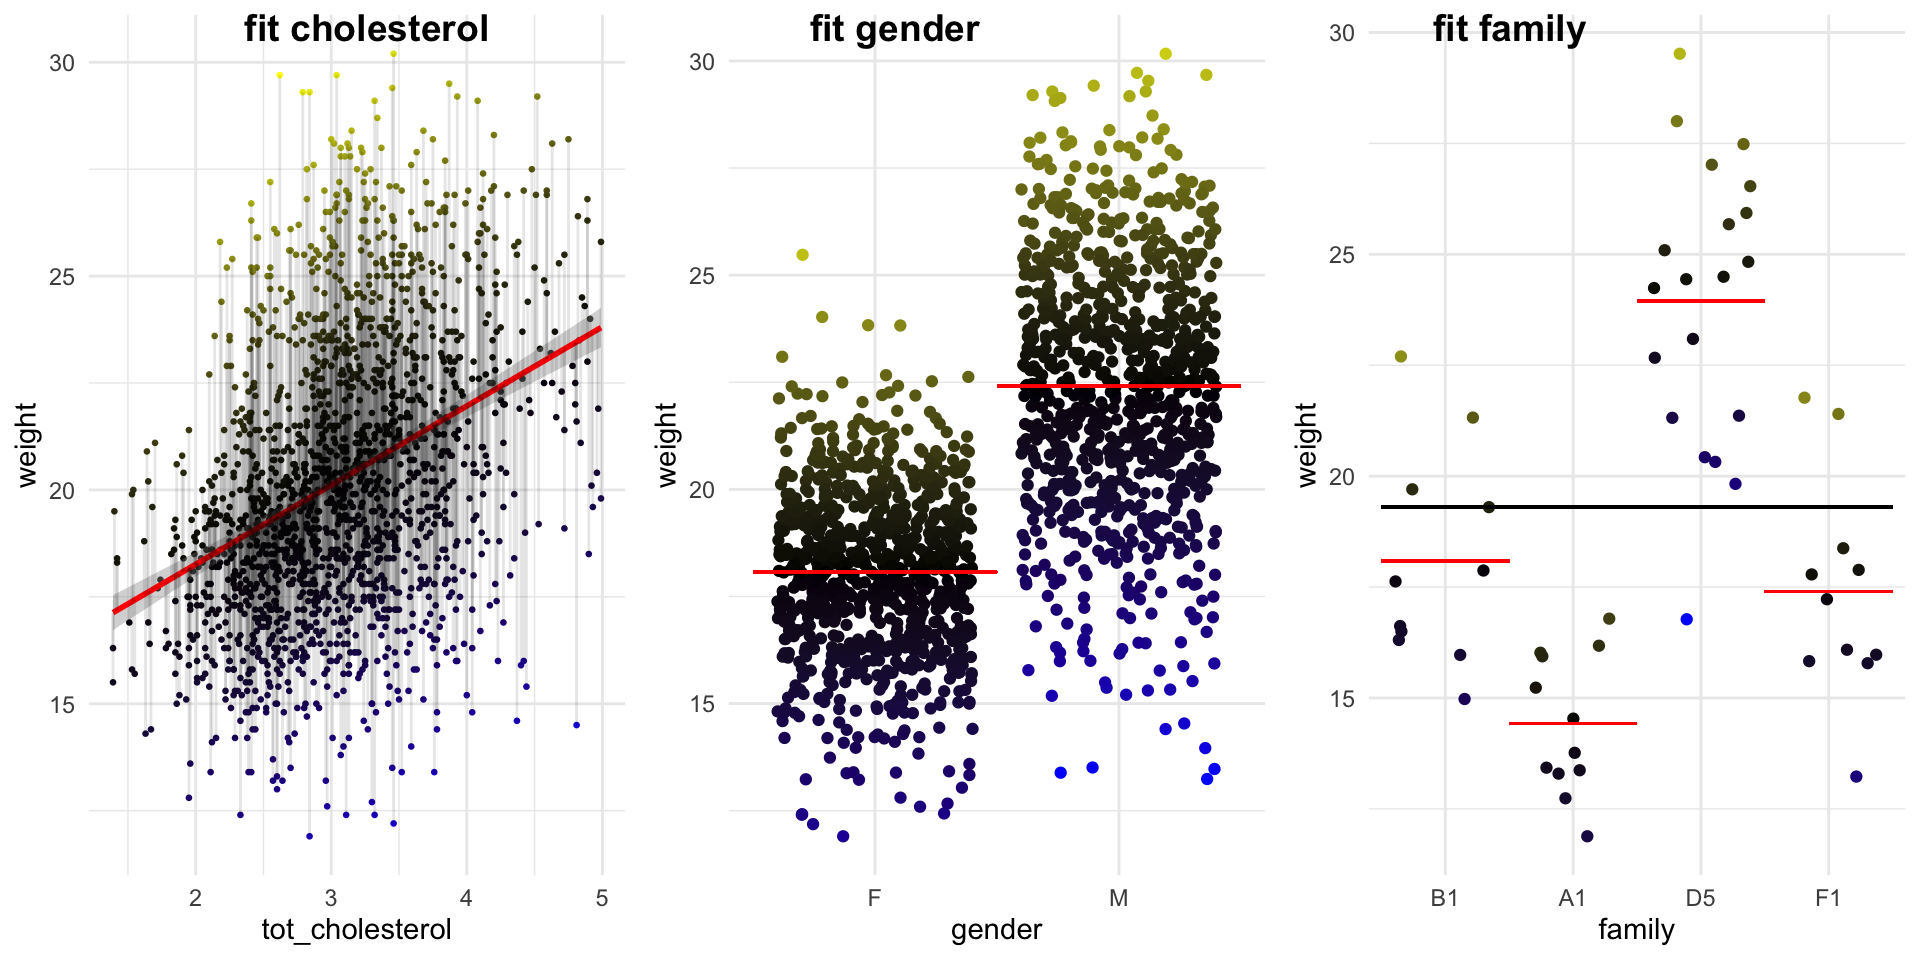 fit cholesterol
weight
30
25
20
15
2 3 4 5
tot_cholesterol
fit gender
weight
30
25
20
15
F M
gender
fit family
weight
30
25
20
15
B1 A1 D5 F1
family